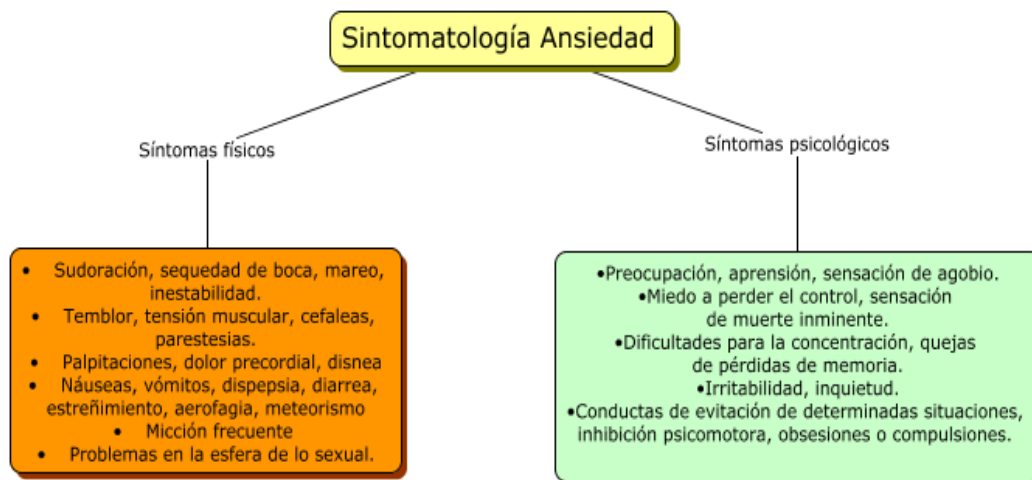 Sintomatología Ansiedad
Síntomas físicos
Síntomas psicológicos
• Sudoración, sequedad de boca, mareo,
inestabilidad.
• Temblor, tensión muscular, cefaleas,
parestesias.
• Palpitaciones, dolor precordial, disnea
• Náuseas, vómitos, dispepsia, diarrea,
estreñimiento, aerofagia, meteorismo
• Micción frecuente
• Problemas en la esfera de lo sexual.
•Preocupación, aprensión, sensación de agobio.
•Miedo a perder el control, sensación
de muerte inminente.
•Dificultades para la concentración, quejas
de pérdidas de memoria.
•Irritabilidad, inquietud.
•Conductas de evitación de determinadas situaciones,
inhibición psicomotora, obsesiones o compulsiones.